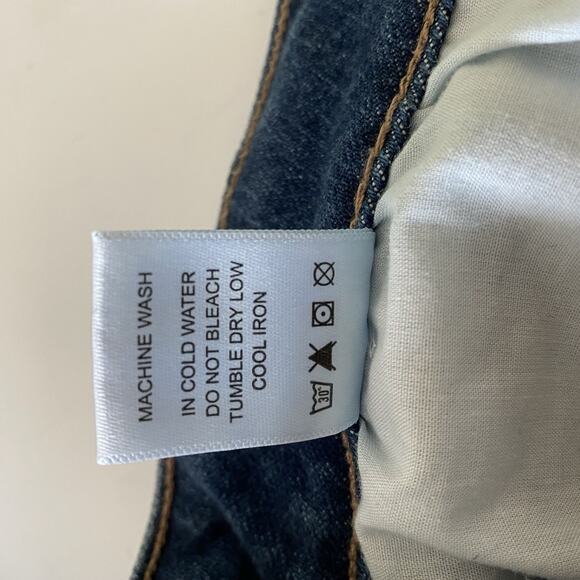 MACHINE WASH
IN COLD WATER
DO NOT BLEACH
TUMBLE DRY LOW
COOL IRON
30°